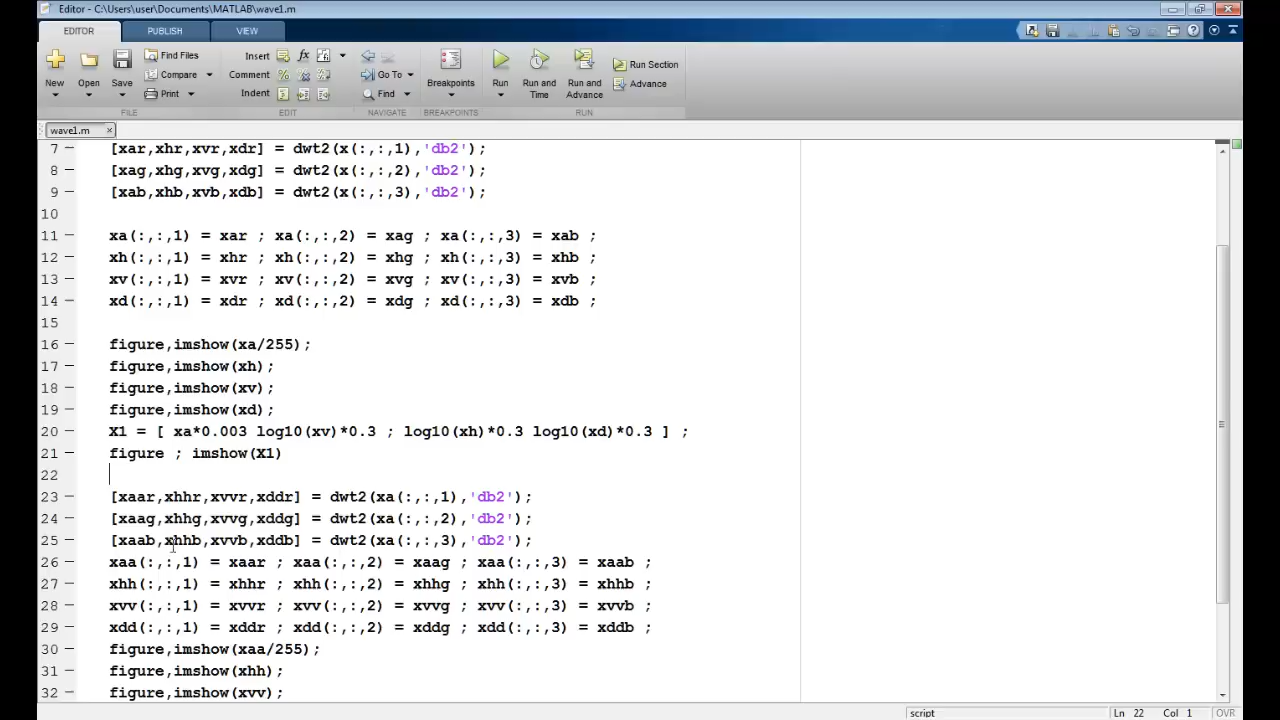 Editor - C:\Users\user\Documents\MATLAB\wave1.m
EDITOR PUBLISH VIEW
New Open Save Find Files Compare Print
Insert Comment Indent
Go To Find
Breakpoints Run Run and Time Run and Advance Run Section Advance
FILE EDIT NAVIGATE BREAKPOINTS RUN
wave1.m ×
7 – [xar,xhr,xvr,xdr] = dwt2(x(:,:,1),'db2');
8 – [xag,xhg,xvg,xdg] = dwt2(x(:,:,2),'db2');
9 – [xab,xhb,xvb,xdb] = dwt2(x(:,:,3),'db2');
10
11 – xa(:,:,1) = xar ; xa(:,:,2) = xag ; xa(:,:,3) = xab ;
12 – xh(:,:,1) = xhr ; xh(:,:,2) = xhg ; xh(:,:,3) = xhb ;
13 – xv(:,:,1) = xvr ; xv(:,:,2) = xvg ; xv(:,:,3) = xvb ;
14 – xd(:,:,1) = xdr ; xd(:,:,2) = xdg ; xd(:,:,3) = xdb ;
15
16 – figure,imshow(xa/255);
17 – figure,imshow(xh);
18 – figure,imshow(xv);
19 – figure,imshow(xd);
20 – X1 = [ xa*0.003 log10(xv)*0.3 ; log10(xh)*0.3 log10(xd)*0.3 ] ;
21 – figure ; imshow(X1)
22
23 – [xaar,xhhr,xvvr,xddr] = dwt2(xa(:,:,1),'db2');
24 – [xaag,xhhg,xvvg,xddg] = dwt2(xa(:,:,2),'db2');
25 – [xaab,xhhb,xvvb,xddb] = dwt2(xa(:,:,3),'db2');
26 – xaa(:,:,1) = xaar ; xaa(:,:,2) = xaag ; xaa(:,:,3) = xaab ;
27 – xhh(:,:,1) = xhhr ; xhh(:,:,2) = xhhg ; xhh(:,:,3) = xhhb ;
28 – xvv(:,:,1) = xvvr ; xvv(:,:,2) = xvvg ; xvv(:,:,3) = xvvb ;
29 – xdd(:,:,1) = xddr ; xdd(:,:,2) = xddg ; xdd(:,:,3) = xddb ;
30 – figure,imshow(xaa/255);
31 – figure,imshow(xhh);
32 – figure,imshow(xvv);
script Ln 22 Col 1 OVR